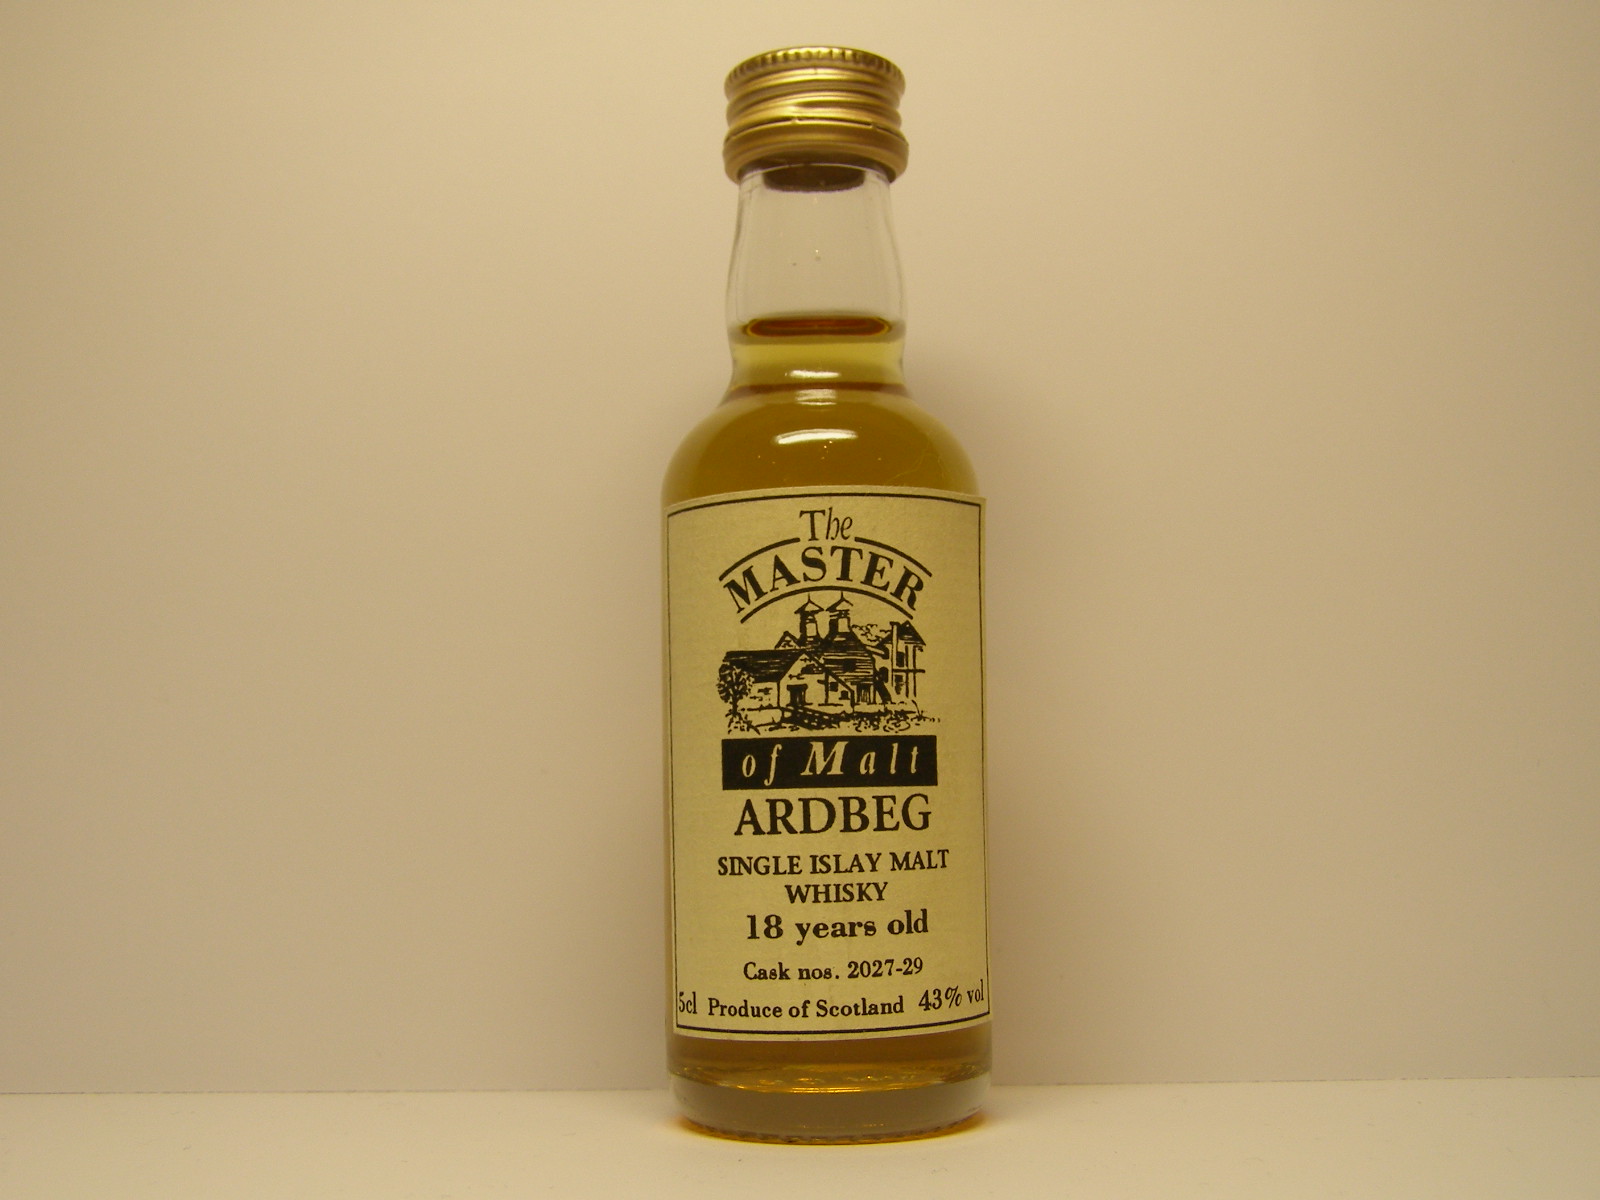 The
MASTER
of Malt
ARDBEG
SINGLE ISLAY MALT
WHISKY
18 years old
Cask nos. 2027-29
5cl Produce of Scotland 43% vol